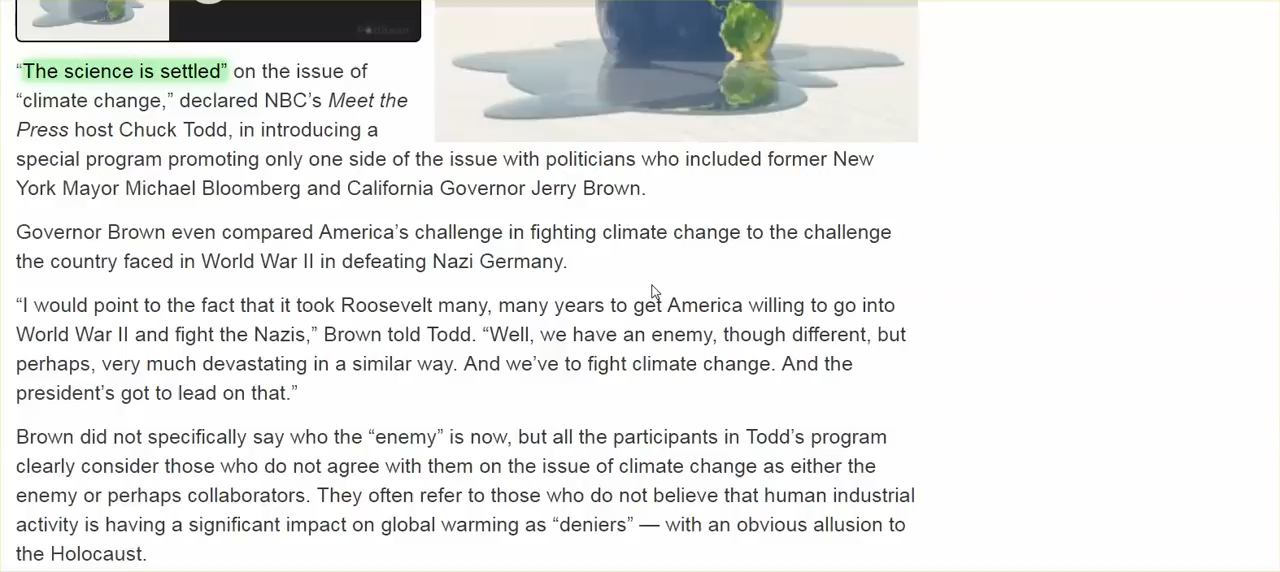 “The science is settled” on the issue of
“climate change,” declared NBC’s Meet the
Press host Chuck Todd, in introducing a
special program promoting only one side of the issue with politicians who included former New
York Mayor Michael Bloomberg and California Governor Jerry Brown.
Governor Brown even compared America’s challenge in fighting climate change to the challenge
the country faced in World War II in defeating Nazi Germany.
“I would point to the fact that it took Roosevelt many, many years to get America willing to go into
World War II and fight the Nazis,” Brown told Todd. “Well, we have an enemy, though different, but
perhaps, very much devastating in a similar way. And we’ve to fight climate change. And the
president’s got to lead on that.”
Brown did not specifically say who the “enemy” is now, but all the participants in Todd’s program
clearly consider those who do not agree with them on the issue of climate change as either the
enemy or perhaps collaborators. They often refer to those who do not believe that human industrial
activity is having a significant impact on global warming as “deniers” — with an obvious allusion to
the Holocaust.